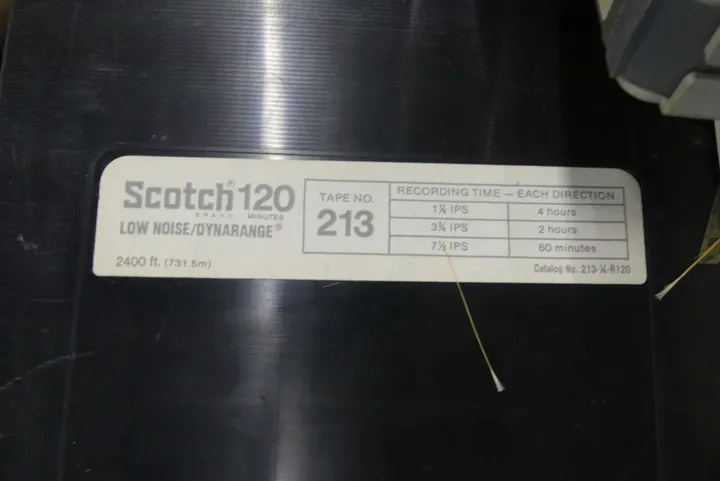 Scotch® 120
BRAND MINUTES
LOW NOISE/DYNARANGE®
2400 ft. (731.5m)
TAPE NO.
213
RECORDING TIME — EACH DIRECTION
1⅞ IPS 4 hours
3¾ IPS 2 hours
7½ IPS 60 minutes
Catalog No. 213-¼-R120